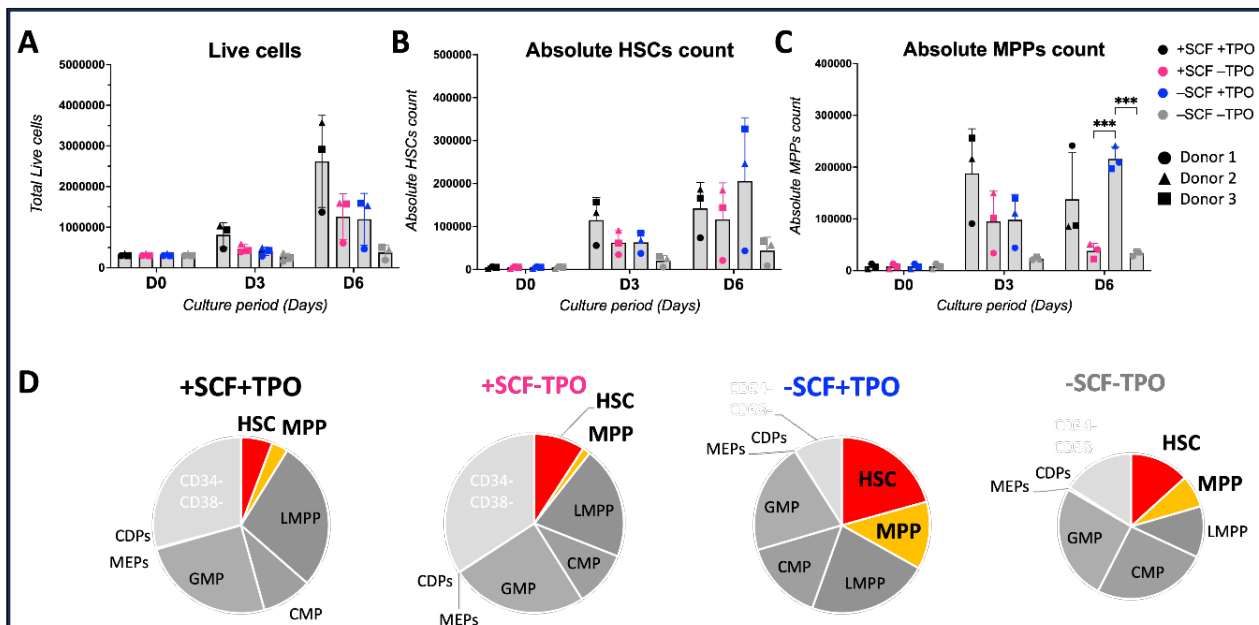 A
Live cells
Total Live cells
5000000
4000000
3000000
2000000
1000000
0
D0
D3
D6
Culture period (Days)
B
Absolute HSCs count
Absolute HSCs count
500000
400000
300000
200000
100000
0
D0
D3
D6
Culture period (Days)
C
Absolute MPPs count
Absolute MPPs count
400000
300000
200000
100000
0
***
***
D0
D3
D6
Culture period (Days)
+SCF +TPO
+SCF –TPO
–SCF +TPO
–SCF –TPO
Donor 1
Donor 2
Donor 3
D
+SCF+TPO
HSC
MPP
LMPP
CMP
GMP
MEPs
CDPs
CD34-
CD38-
+SCF-TPO
HSC
MPP
LMPP
CMP
GMP
MEPs
CDPs
CD34-
CD38-
-SCF+TPO
CD34-
CD38-
CDPs
MEPs
HSC
MPP
LMPP
CMP
GMP
-SCF-TPO
CD34-
CD38-
CDPs
MEPs
HSC
MPP
LMPP
CMP
GMP